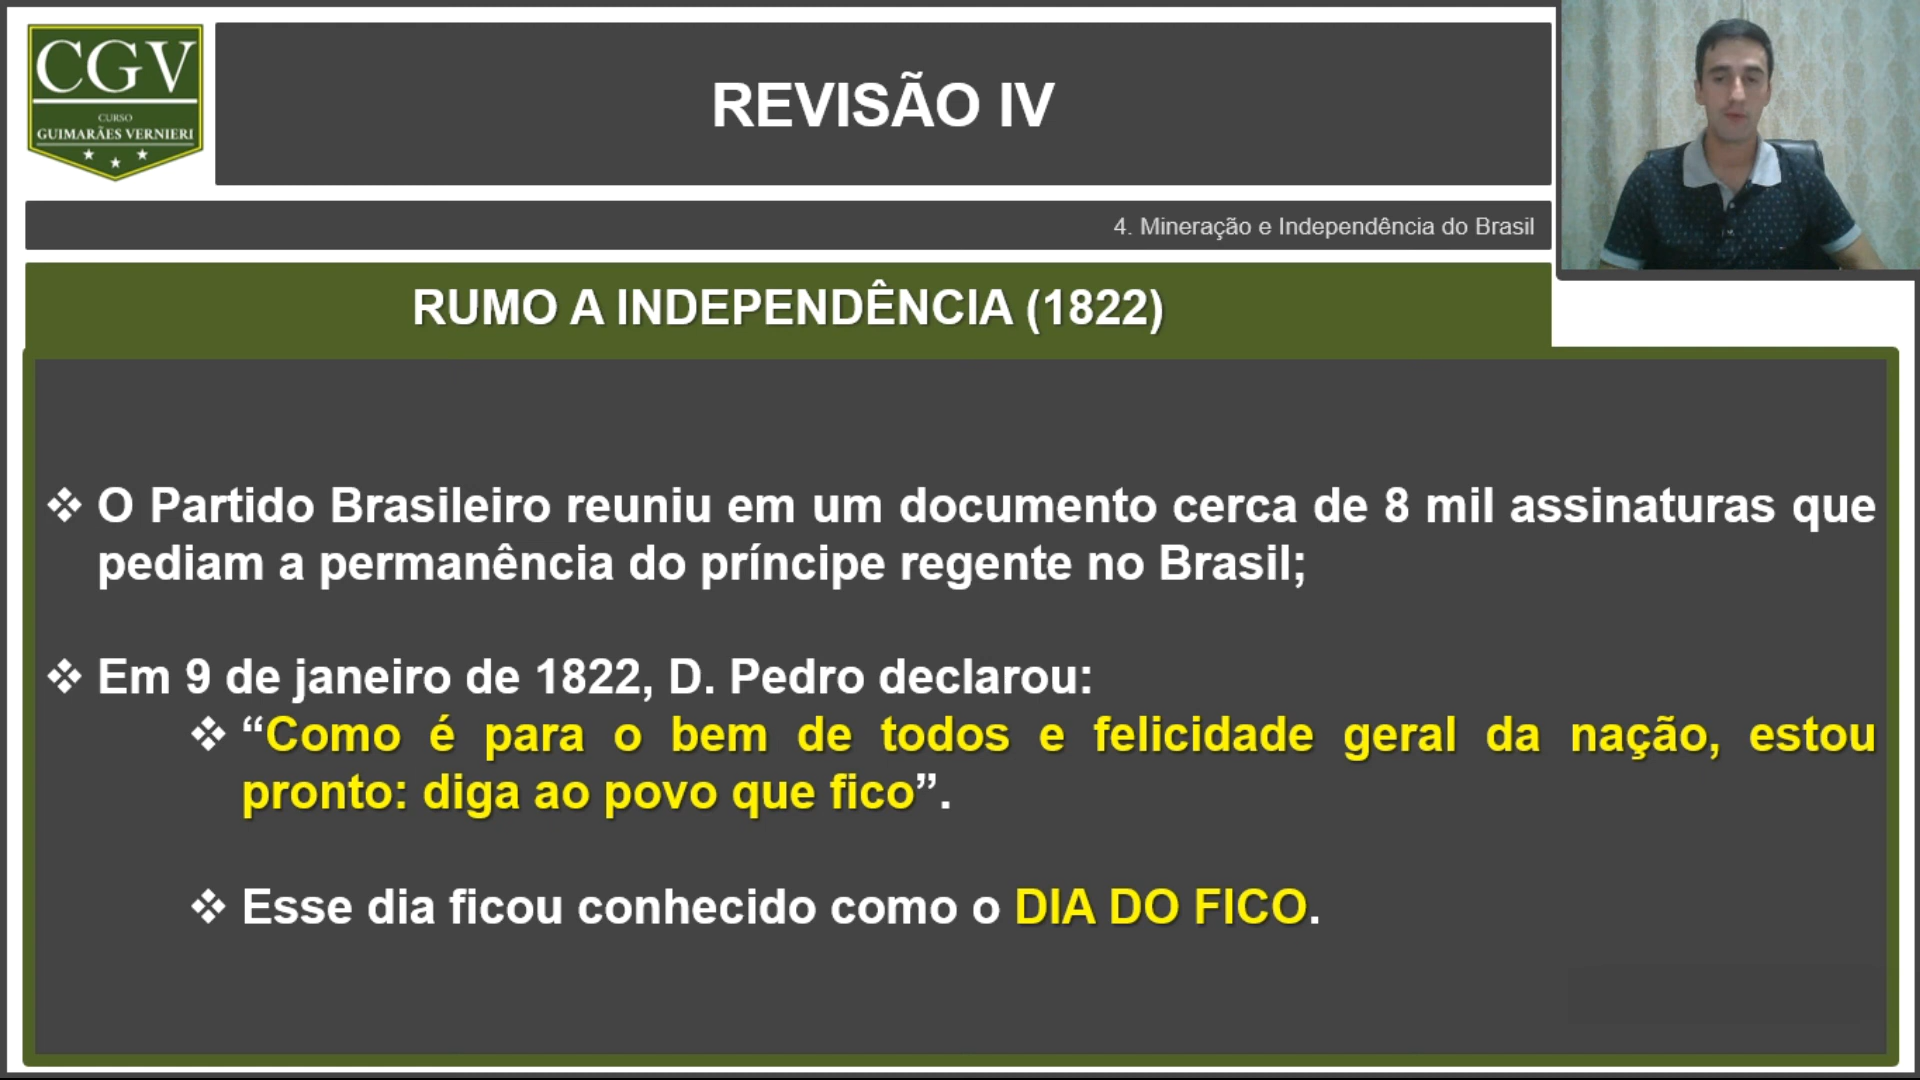 CGV
CURSO
GUIMARÃES VERNIERI
REVISÃO IV
4. Mineração e Independência do Brasil
RUMO A INDEPENDÊNCIA (1822)
❖ O Partido Brasileiro reuniu em um documento cerca de 8 mil assinaturas que
pediam a permanência do príncipe regente no Brasil;
❖ Em 9 de janeiro de 1822, D. Pedro declarou:
❖ “Como é para o bem de todos e felicidade geral da nação, estou
pronto: diga ao povo que fico”.
❖ Esse dia ficou conhecido como o DIA DO FICO.